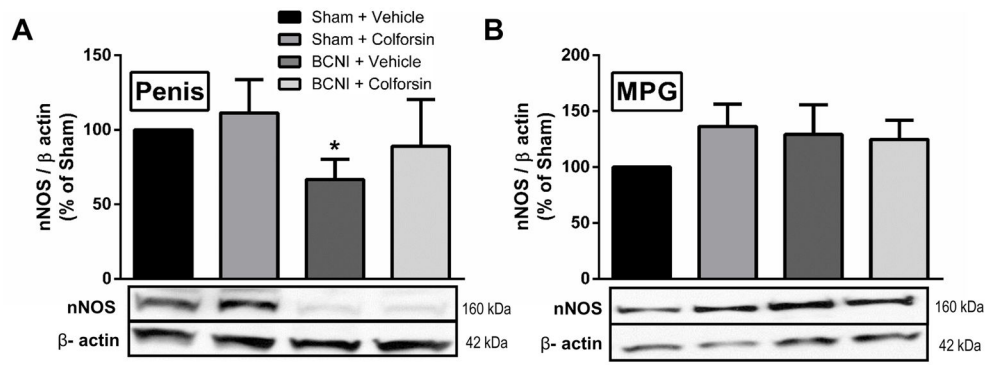 A
Sham + Vehicle
Sham + Colforsin
BCNI + Vehicle
BCNI + Colforsin
Penis
nNOS / β actin
(% of Sham)
150
100
50
0
*
nNOS
160 kDa
β- actin
42 kDa
B
MPG
nNOS / β actin
(% of Sham)
200
150
100
50
0
nNOS
160 kDa
β- actin
42 kDa